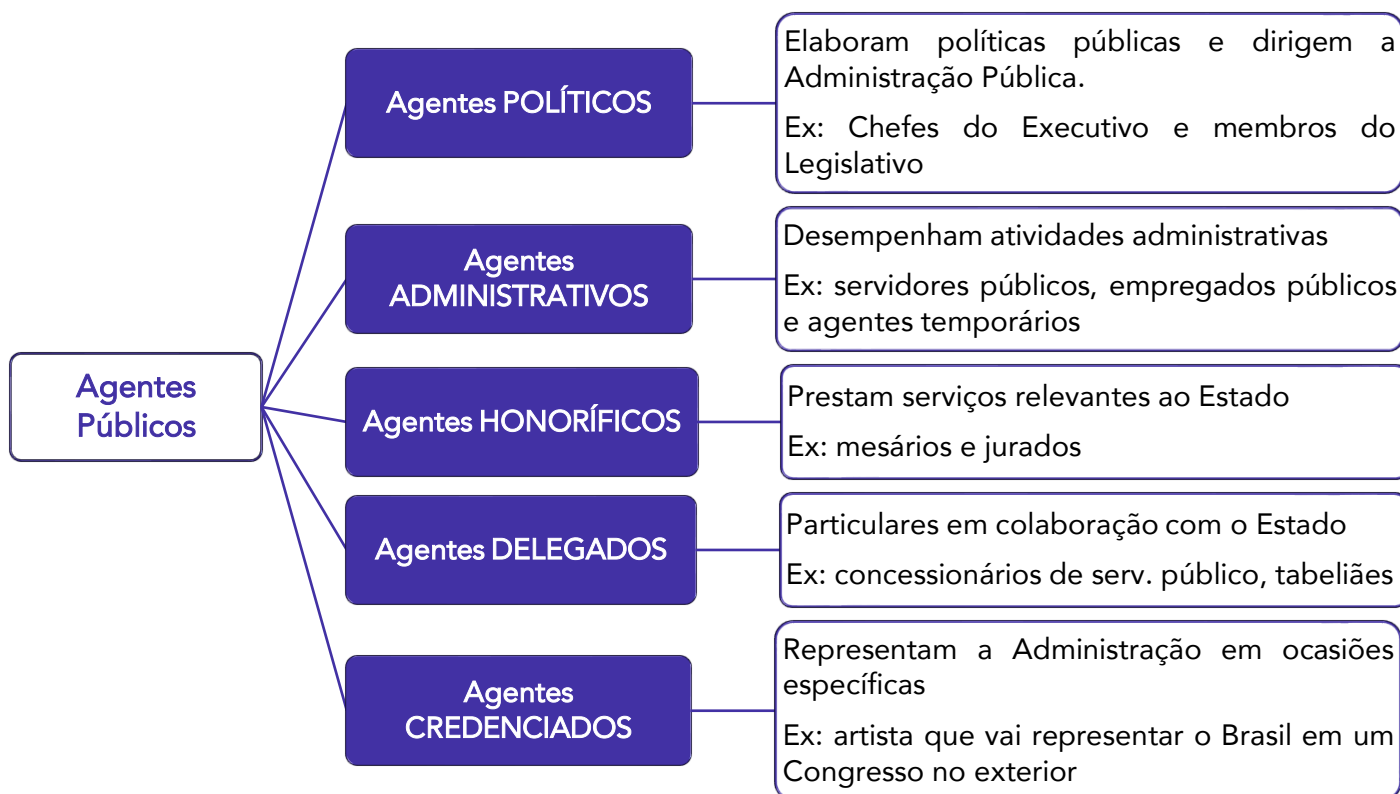 Agentes
Públicos
Agentes POLÍTICOS
Elaboram políticas públicas e dirigem a
Administração Pública.
Ex: Chefes do Executivo e membros do
Legislativo
Agentes
ADMINISTRATIVOS
Desempenham atividades administrativas
Ex: servidores públicos, empregados públicos
e agentes temporários
Agentes HONORÍFICOS
Prestam serviços relevantes ao Estado
Ex: mesários e jurados
Agentes DELEGADOS
Particulares em colaboração com o Estado
Ex: concessionários de serv. público, tabeliães
Agentes
CREDENCIADOS
Representam a Administração em ocasiões
específicas
Ex: artista que vai representar o Brasil em um
Congresso no exterior